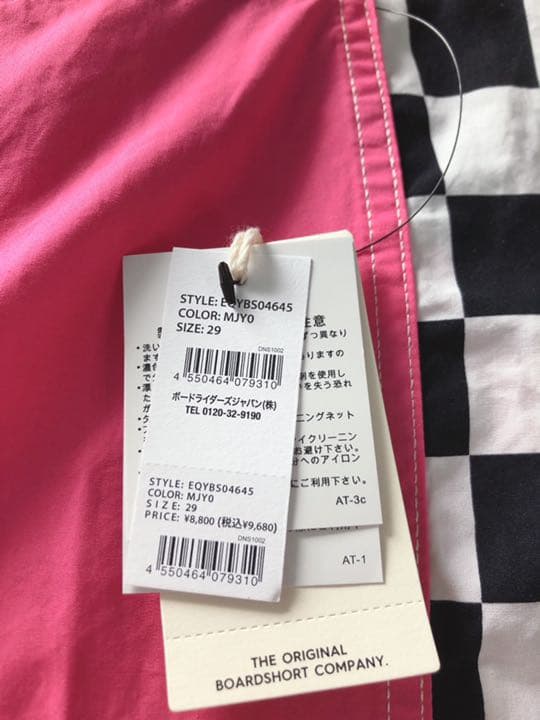 STYLE: EQYBS04645
COLOR: MJY0
SIZE: 29
DNS1002
4 550464 079310
ボードライダーズジャパン(株)
TEL 0120-32-9190
STYLE: EQYBS04645
COLOR: MJY0
SIZE: 29
PRICE: ¥8,800 (税込¥9,680)
DNS1002
4 550464 079310
注意
異なり
ますの
剤を使用し
を失う恐れ
ニングネット
イクリーニン
お避け下さい。
へのアイロン
にご利用下さい。
AT-3c
AT-1
THE ORIGINAL
BOARDSHORT COMPANY.